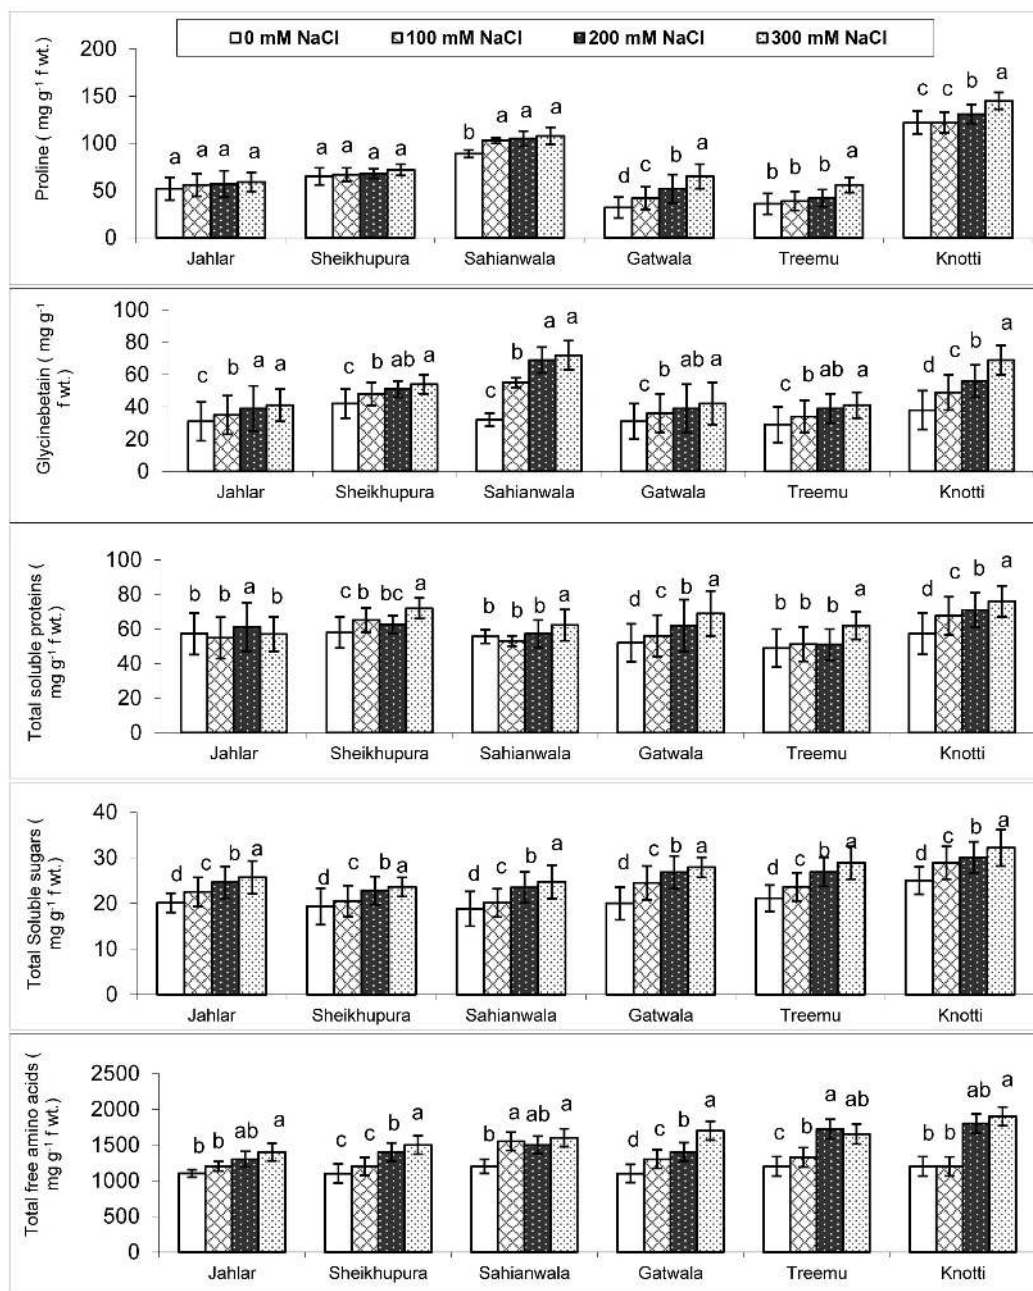 0 mM NaCl 100 mM NaCl 200 mM NaCl 300 mM NaCl
Proline ( mg g-1 f wt.)
200
150
100
50
0
a a a a a a a a b a a a d c b a b b b a c c b a
Jahlar Sheikhupura Sahianwala Gatwala Treemu Knotti
Glycinebetain ( mg g-1
f wt.)
100
80
60
40
20
0
c b a a c b ab a c b a a c b ab a c b ab a d c b a
Jahlar Sheikhupura Sahianwala Gatwala Treemu Knotti
Total soluble proteins (
mg g-1 f wt.)
100
80
60
40
20
0
b b a b c b bc a b b b a d c b a b b b a d c b a
Jahlar Sheikhupura Sahianwala Gatwala Treemu Knotti
Total Soluble sugars (
mg g-1 f wt.)
40
30
20
10
0
d c b a d c b a d c b a d c b a d c b a d c b a
Jahlar Sheikhupura Sahianwala Gatwala Treemu Knotti
Total free amino acids (
mg g-1 f wt.)
2500
2000
1500
1000
500
0
b b ab a c c b a b a ab a d c b a c b a ab b b ab a
Jahlar Sheikhupura Sahianwala Gatwala Treemu Knotti